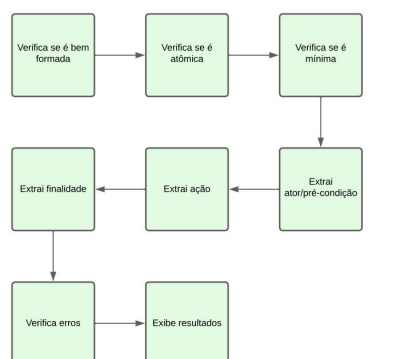 Verifica se é bem
formada
Verifica se é
atômica
Verifica se é
mínima
Extrai
ator/pré-condição
Extrai ação
Extrai finalidade
Verifica erros
Exibe resultados